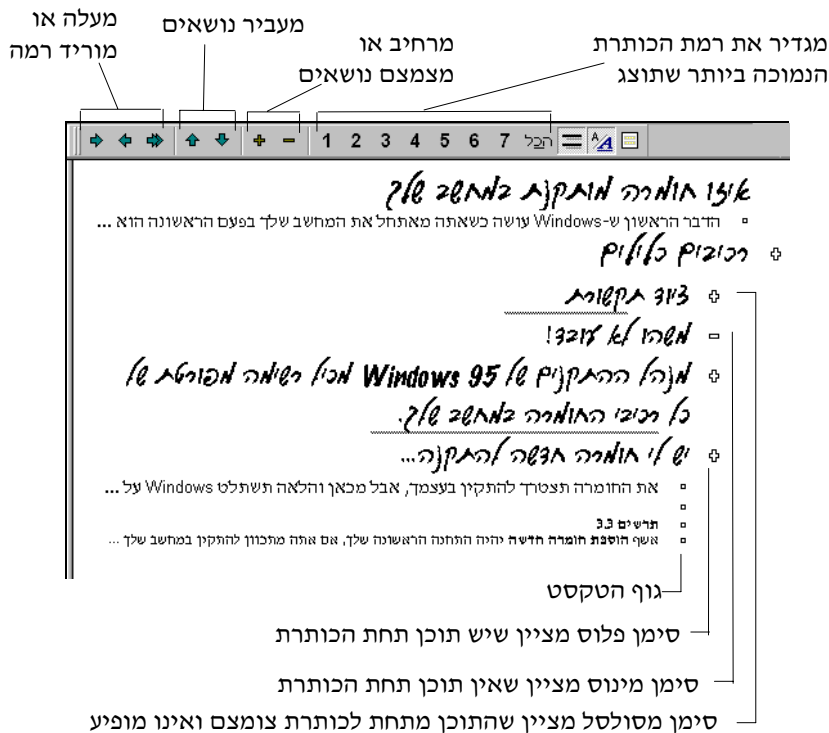 מעלה או
מוריד רמה
מעביר נושאים
מרחיב או
מצמצם נושאים
מגדיר את רמת הכותרת
הנמוכה ביותר שתוצג
1 2 3 4 5 6 7 הכל
איזו חומרה מותקנת במחשב שלך
הדבר הראשון ש-Windows עושה כשאתה מאתחל את המחשב שלך בפעם הראשונה הוא ...
רכיבים כלליים
ציוד תקשורת
משהו לא עובד!
מנהל ההתקנים של Windows 95 מכיל רשימה מפורטת של
כל רכיבי החומרה במחשב שלך.
יש לי חומרה חדשה להתקנה...
את החומרה תצטרך להתקין בעצמך, אבל מכאן והלאה תשתלט Windows על ...
תרשים 3.3
אשף הוספת חומרה חדשה יהיה התחנה הראשונה שלך, אם אתה מתכוון להתקין במחשב שלך ...
גוף הטקסט
סימן פלוס מציין שיש תוכן תחת הכותרת
סימן מינוס מציין שאין תוכן תחת הכותרת
סימן מסולסל מציין שהתוכן מתחת לכותרת צומצם ואינו מופיע